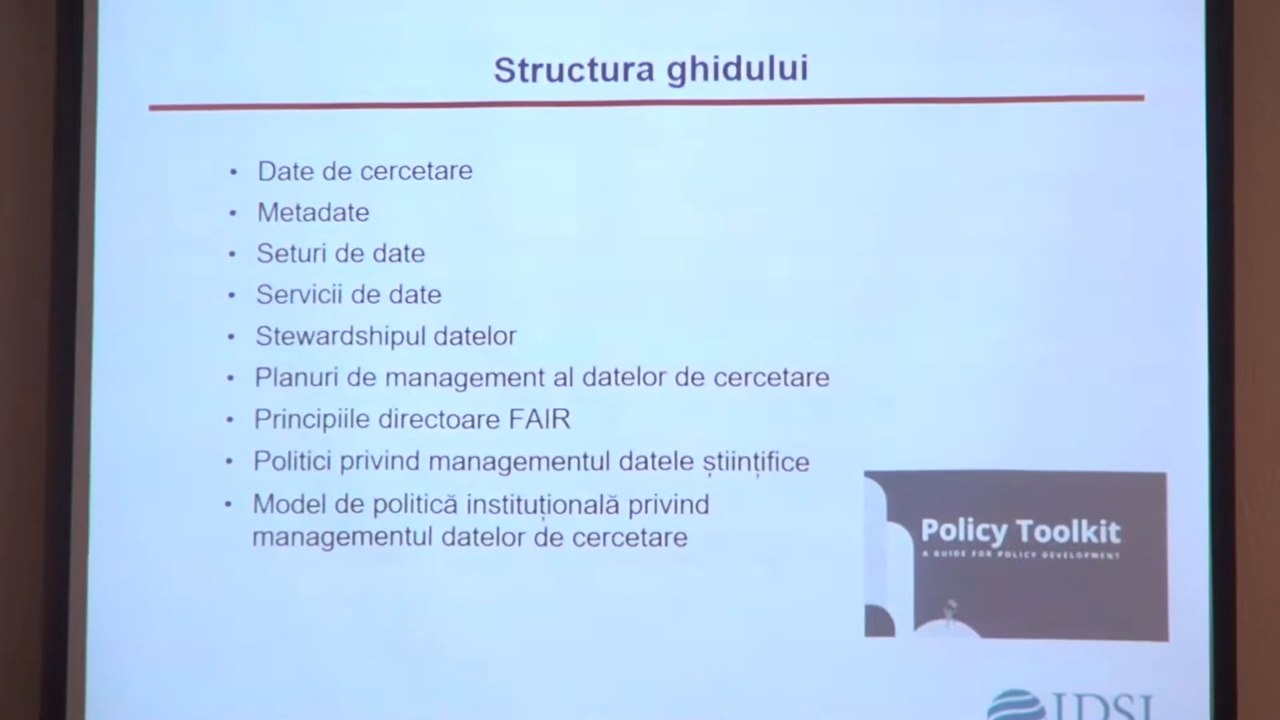 Structura ghidului
• Date de cercetare
• Metadate
• Seturi de date
• Servicii de date
• Stewardshipul datelor
• Planuri de management al datelor de cercetare
• Principiile directoare FAIR
• Politici privind managementul datele științifice
• Model de politică instituțională privind
managementul datelor de cercetare
Policy Toolkit
A GUIDE FOR POLICY DEVELOPMENT
IDSI